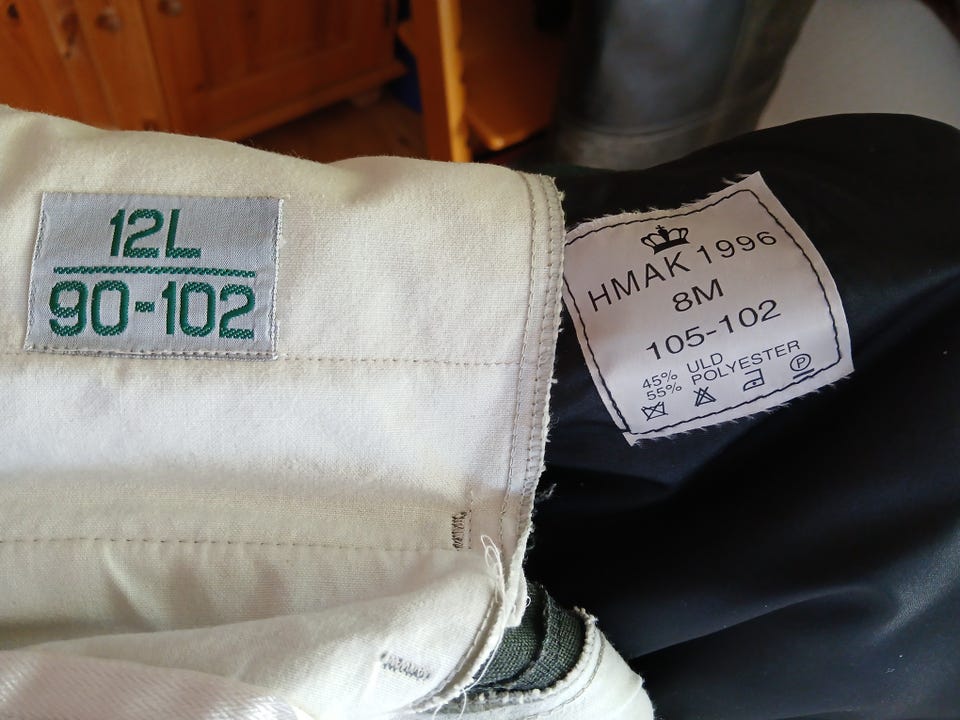 12L
90-102
HMAK 1996
8M
105-102
45% ULD
55% POLYESTER
P